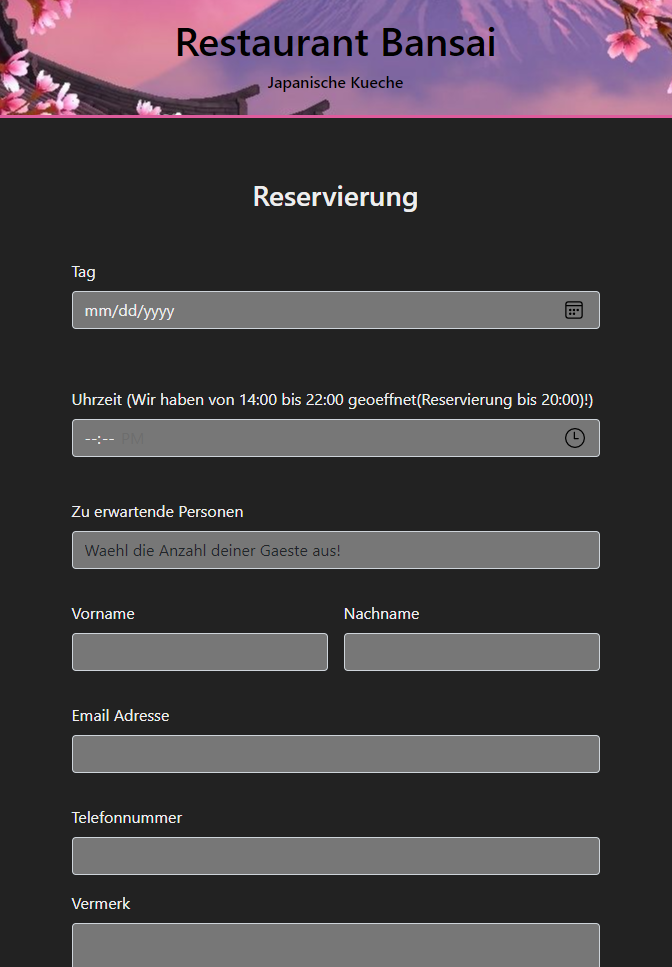 Restaurant Bansai
Japanische Kueche
Reservierung
Tag
mm/dd/yyyy
Uhrzeit (Wir haben von 14:00 bis 22:00 geoeffnet(Reservierung bis 20:00)!)
--:-- PM
Zu erwartende Personen
Waehl die Anzahl deiner Gaeste aus!
Vorname Nachname
Email Adresse
Telefonnummer
Vermerk